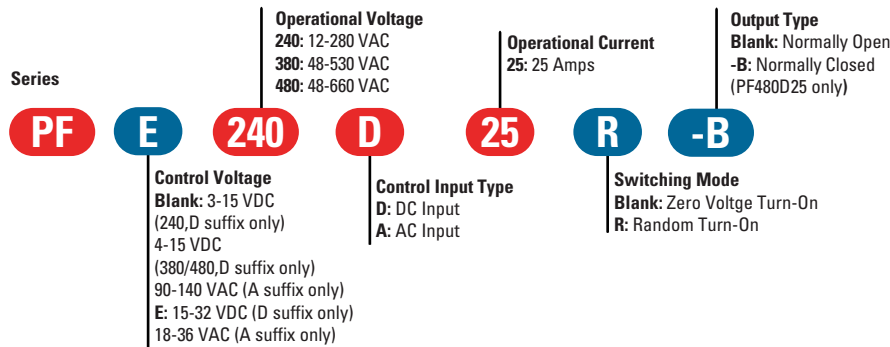 Operational Voltage
240: 12-280 VAC
380: 48-530 VAC
480: 48-660 VAC
Operational Current
25: 25 Amps
Output Type
Blank: Normally Open
-B: Normally Closed
(PF480D25 only)
Series
PF E 240 D 25 R -B
Control Voltage
Blank: 3-15 VDC
(240,D suffix only)
4-15 VDC
(380/480,D suffix only)
90-140 VAC (A suffix only)
E: 15-32 VDC (D suffix only)
18-36 VAC (A suffix only)
Control Input Type
D: DC Input
A: AC Input
Switching Mode
Blank: Zero Voltge Turn-On
R: Random Turn-On